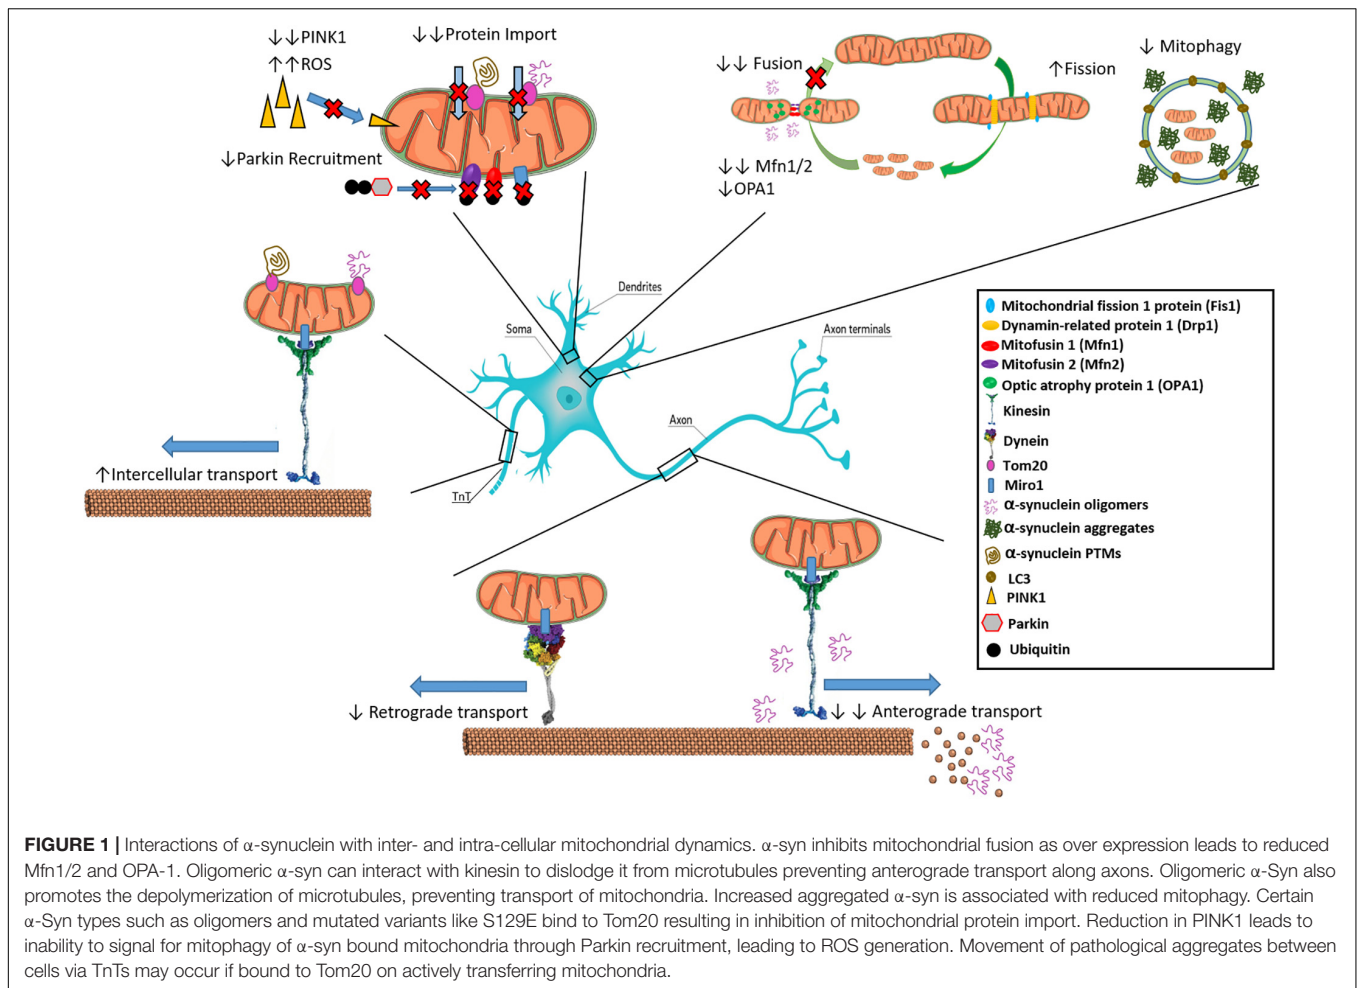 ↓↓PINK1
↑↑ROS
↓↓Protein Import
↓Parkin Recruitment
↓↓ Fusion
↑Fission
↓↓ Mfn1/2
↓OPA1
↓ Mitophagy
Dendrites
Soma
Axon terminals
Axon
TnT
↑Intercellular transport
↓ Retrograde transport
↓ ↓ Anterograde transport
Mitochondrial fission 1 protein (Fis1)
Dynamin-related protein 1 (Drp1)
Mitofusin 1 (Mfn1)
Mitofusin 2 (Mfn2)
Optic atrophy protein 1 (OPA1)
Kinesin
Dynein
Tom20
Miro1
α-synuclein oligomers
α-synuclein aggregates
α-synuclein PTMs
LC3
PINK1
Parkin
Ubiquitin
FIGURE 1 | Interactions of α-synuclein with inter- and intra-cellular mitochondrial dynamics. α-syn inhibits mitochondrial fusion as over expression leads to reduced
Mfn1/2 and OPA-1. Oligomeric α-syn can interact with kinesin to dislodge it from microtubules preventing anterograde transport along axons. Oligomeric α-Syn also
promotes the depolymerization of microtubules, preventing transport of mitochondria. Increased aggregated α-syn is associated with reduced mitophagy. Certain
α-Syn types such as oligomers and mutated variants like S129E bind to Tom20 resulting in inhibition of mitochondrial protein import. Reduction in PINK1 leads to
inability to signal for mitophagy of α-syn bound mitochondria through Parkin recruitment, leading to ROS generation. Movement of pathological aggregates between
cells via TnTs may occur if bound to Tom20 on actively transferring mitochondria.